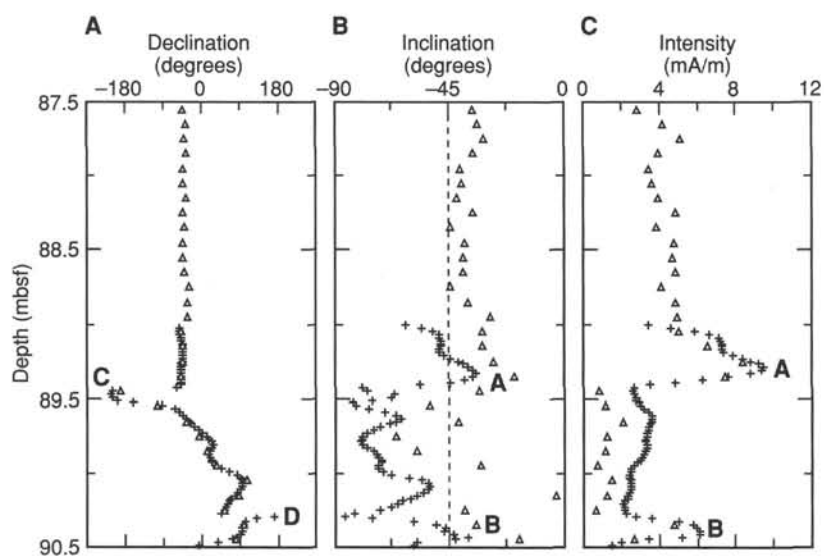 A B C
Declination Inclination Intensity
(degrees) (degrees) (mA/m)
−180 0 180 −90 −45 0 0 4 8 12
87.5
88.5
Depth (mbsf)
C
A
A
89.5
D
B
B
90.5